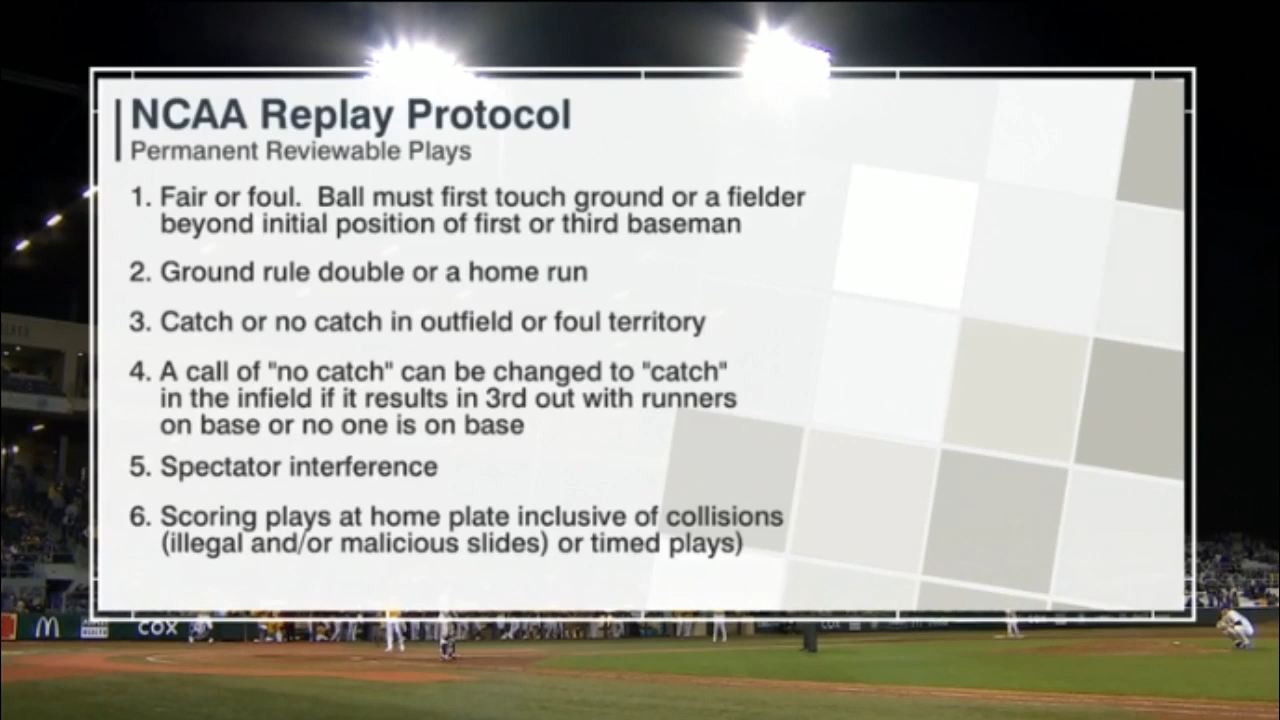 NCAA Replay Protocol
Permanent Reviewable Plays
1. Fair or foul.  Ball must first touch ground or a fielder
beyond initial position of first or third baseman
2. Ground rule double or a home run
3. Catch or no catch in outfield or foul territory
4. A call of "no catch" can be changed to "catch"
in the infield if it results in 3rd out with runners
on base or no one is on base
5. Spectator interference
6. Scoring plays at home plate inclusive of collisions
(illegal and/or malicious slides) or timed plays)
COX